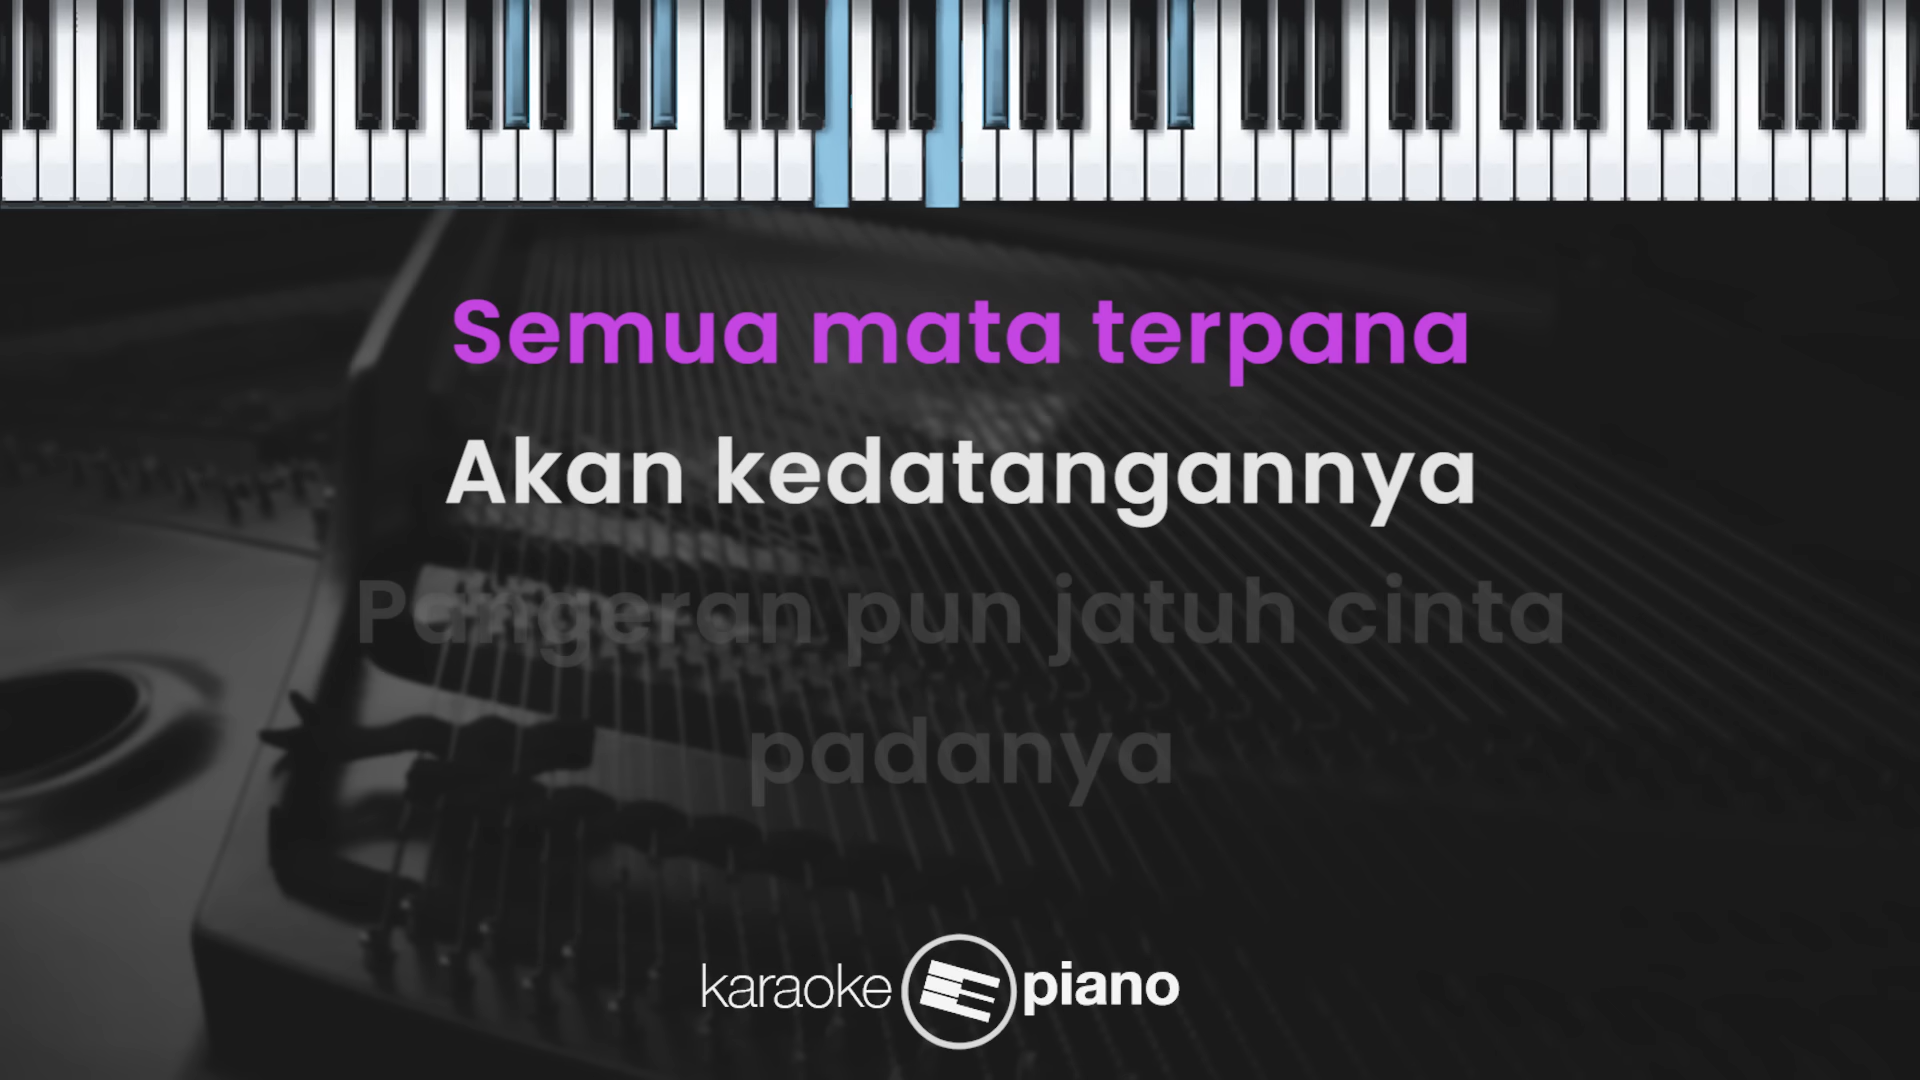 Semua mata terpana
Akan kedatangannya
Pangeran pun jatuh cinta
padanya
karaoke piano